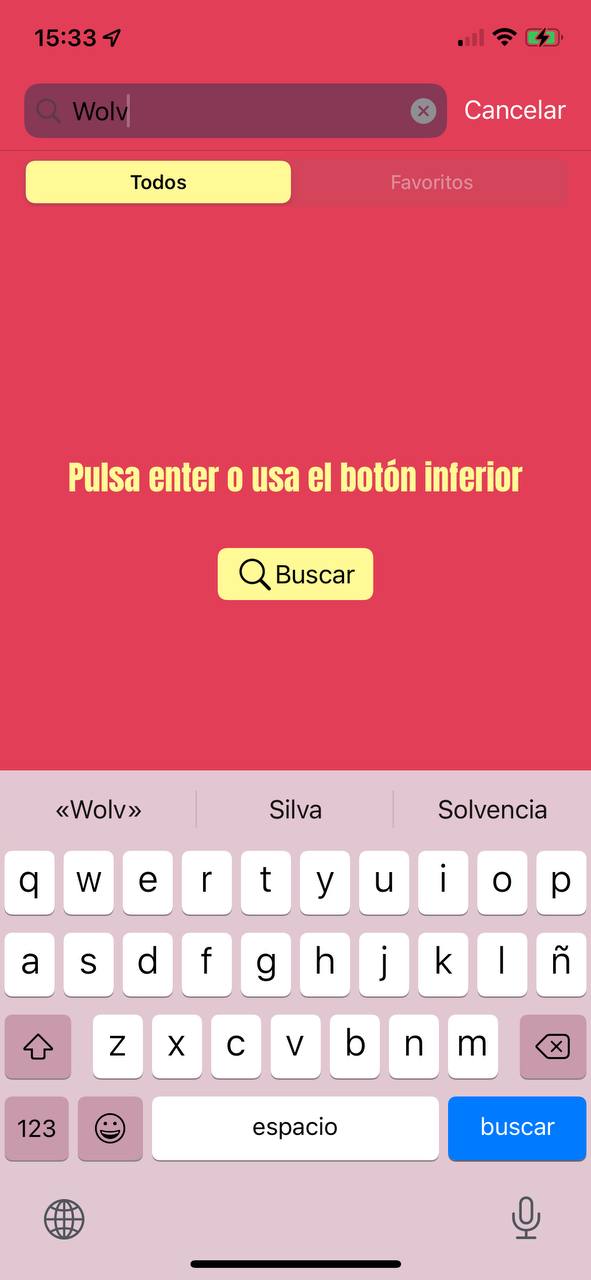 15:33
Wolv
Cancelar
Todos
Favoritos
Pulsa enter o usa el botón inferior
Buscar
«Wolv» Silva Solvencia
q w e r t y u i o p
a s d f g h j k l ñ
z x c v b n m
123 espacio buscar